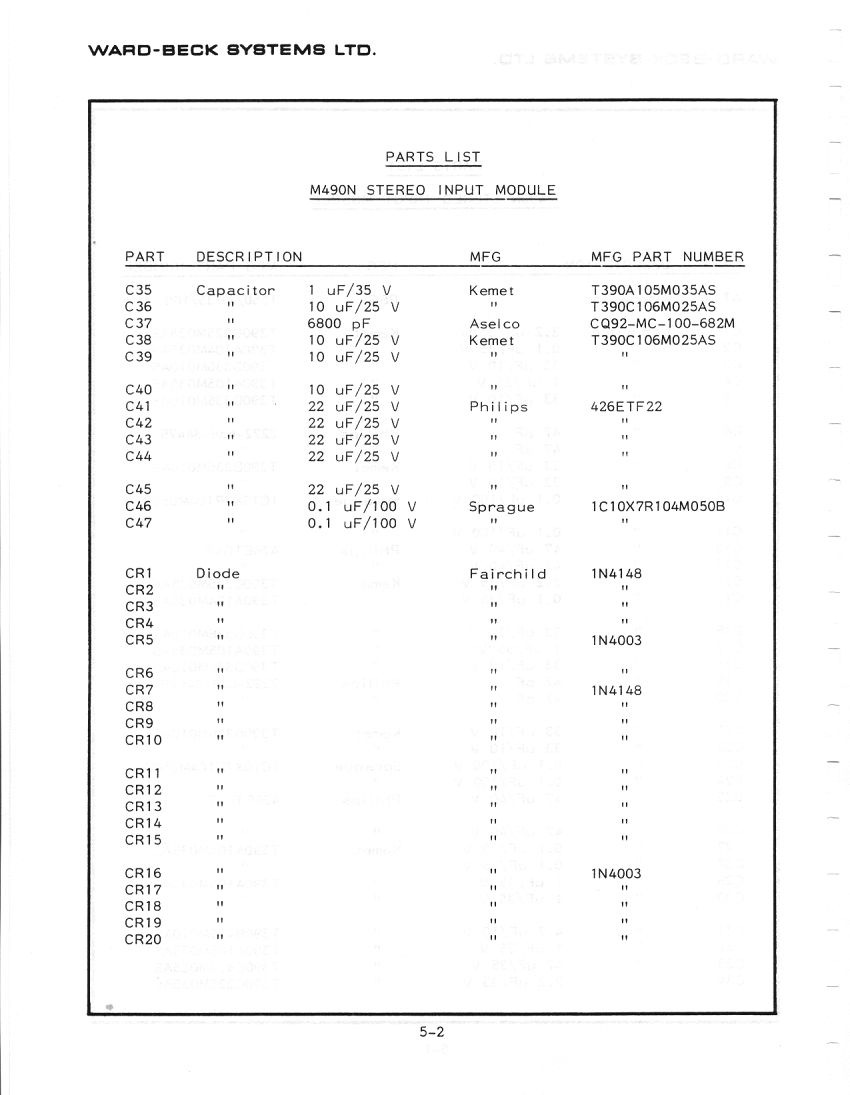 WARD-BECK SYSTEMS LTD.
PARTS LIST
M490N STEREO INPUT MODULE
PART DESCRIPTION MFG MFG PART NUMBER
C35 Capacitor 1 uF/35 V Kemet T390A105M035AS
C36 " 10 uF/25 V " T390C106M025AS
C37 " 6800 pF Aselco CQ92-MC-100-682M
C38 " 10 uF/25 V Kemet T390C106M025AS
C39 " 10 uF/25 V " "
C40 " 10 uF/25 V " "
C41 " 22 uF/25 V Philips 426ETF22
C42 " 22 uF/25 V " "
C43 " 22 uF/25 V " "
C44 " 22 uF/25 V " "
C45 " 22 uF/25 V " "
C46 " 0.1 uF/100 V Sprague 1C10X7R104M050B
C47 " 0.1 uF/100 V " "
CR1 Diode Fairchild 1N4148
CR2 " " "
CR3 " " "
CR4 " " "
CR5 " " 1N4003
CR6 " " "
CR7 " " 1N4148
CR8 " " "
CR9 " " "
CR10 " " "
CR11 " " "
CR12 " " "
CR13 " " "
CR14 " " "
CR15 " " "
CR16 " " 1N4003
CR17 " " "
CR18 " " "
CR19 " " "
CR20 " " "
5-2